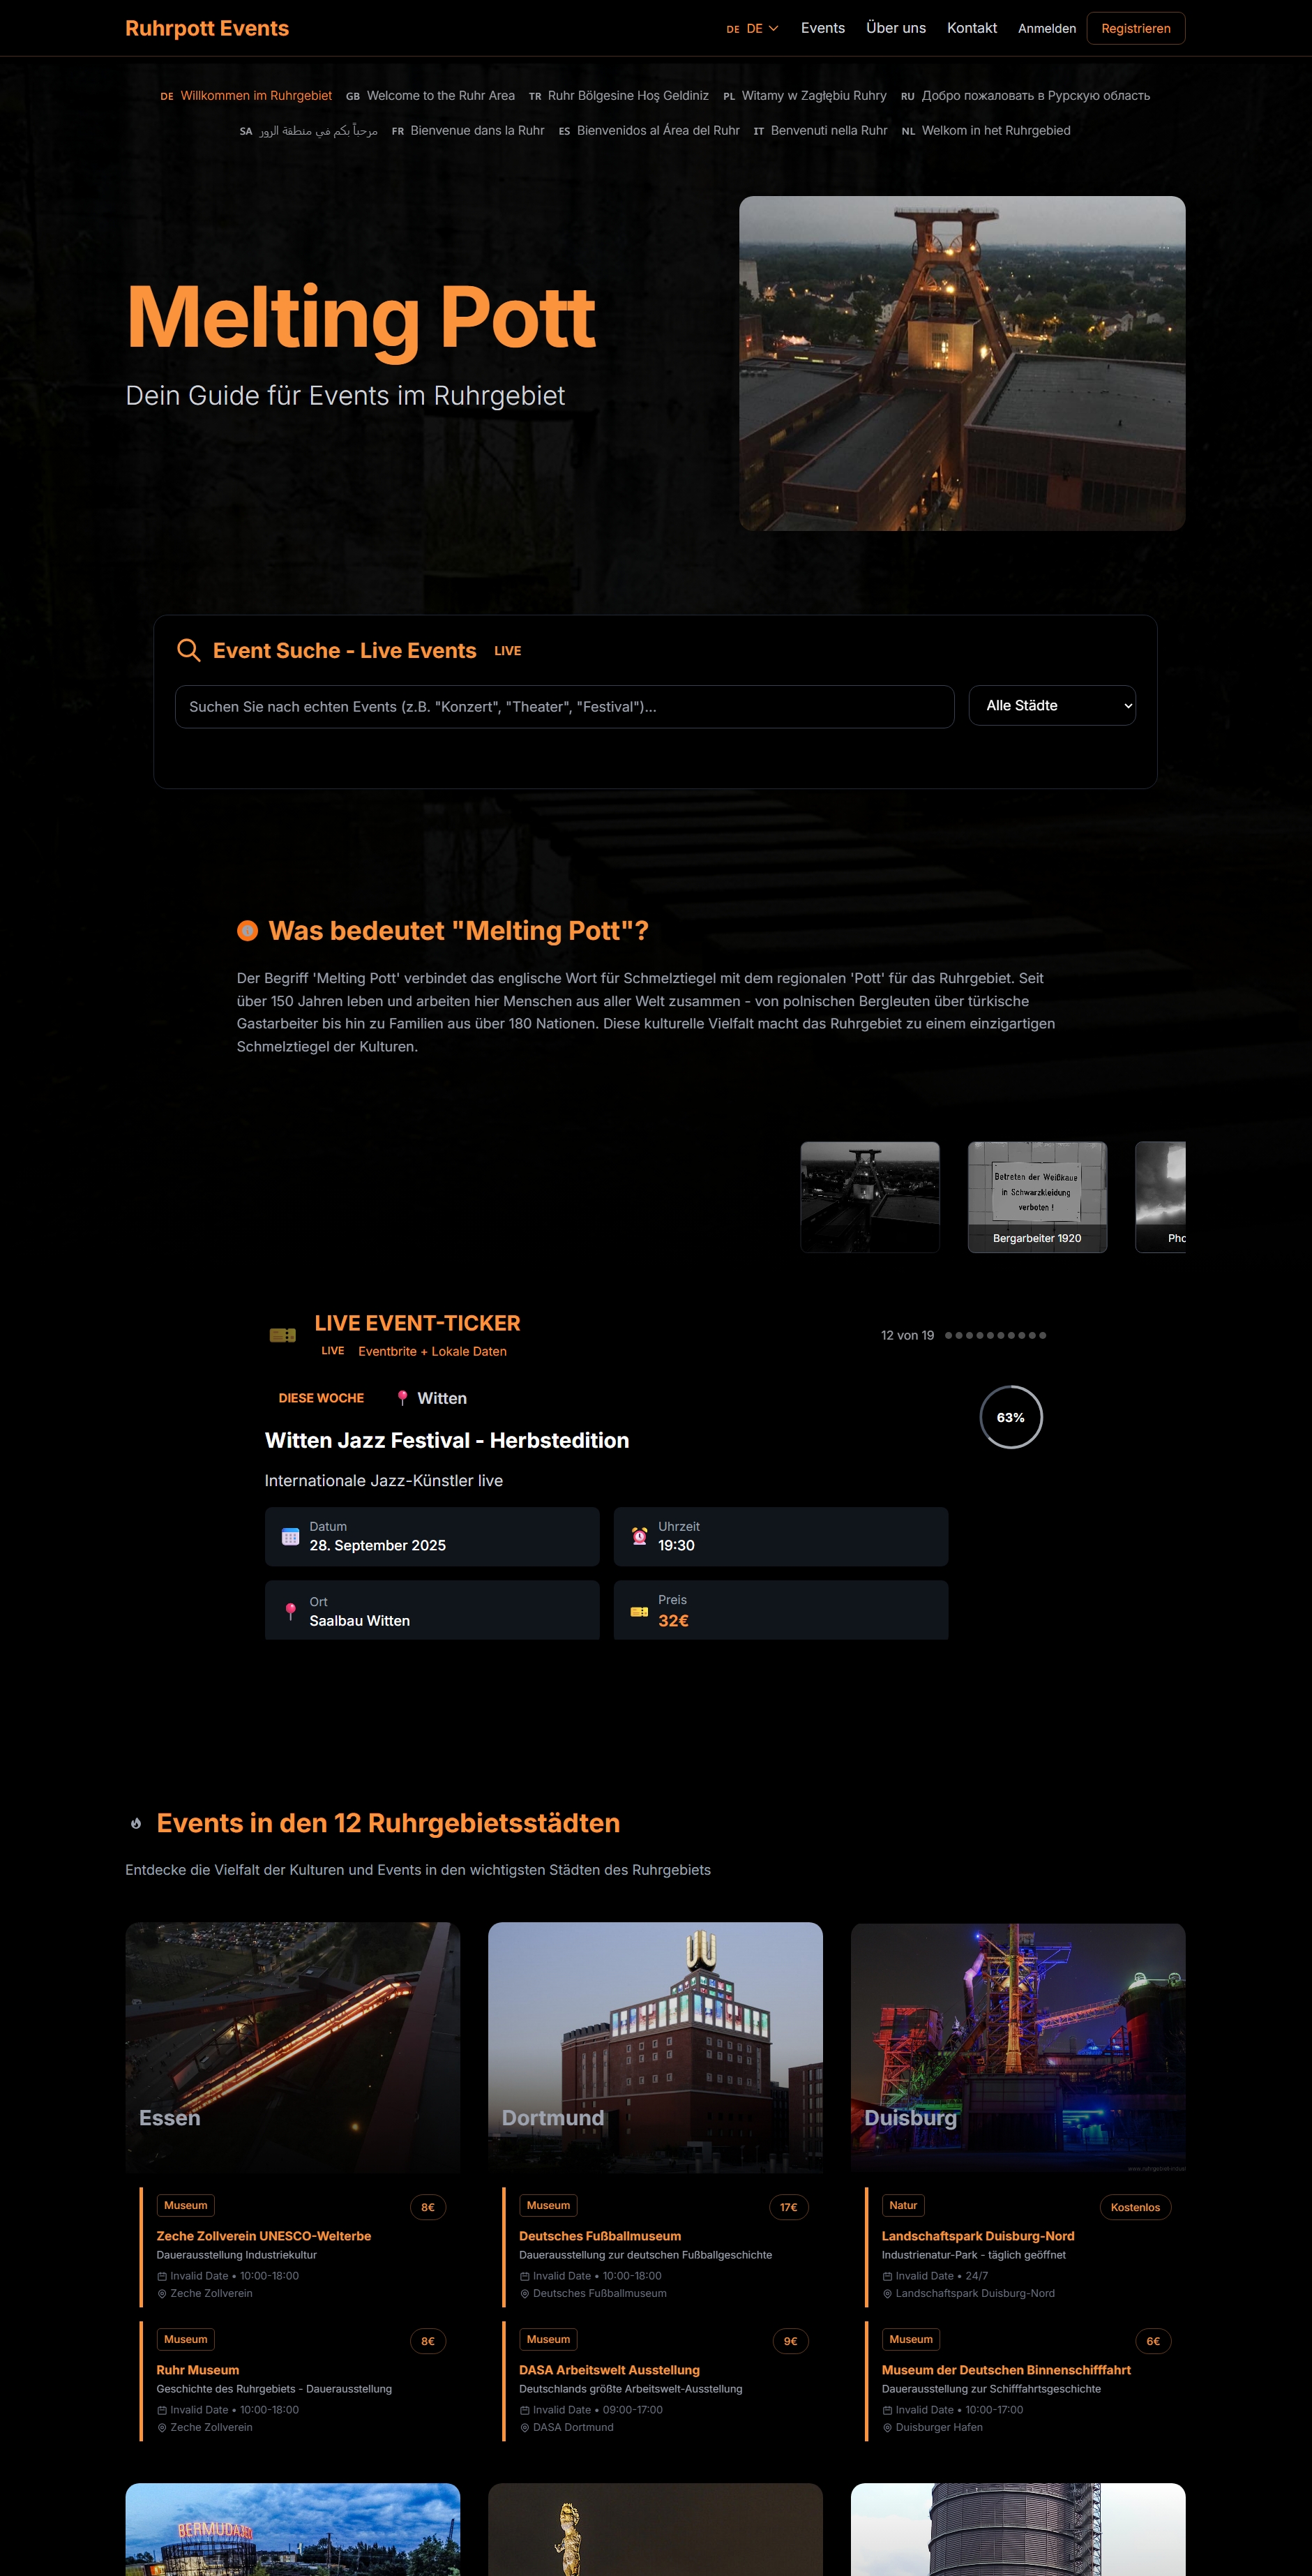 Ruhrpott Events
DE DE Events Über uns Kontakt Anmelden Registrieren
DE Willkommen im Ruhrgebiet GB Welcome to the Ruhr Area TR Ruhr Bölgesine Hoş Geldiniz PL Witamy w Zagłębiu Ruhry RU Добро пожаловать в Рурскую область
SA مرحباً بكم في منطقة الرور FR Bienvenue dans la Ruhr ES Bienvenidos al Área del Ruhr IT Benvenuti nella Ruhr NL Welkom in het Ruhrgebied
Melting Pott
Dein Guide für Events im Ruhrgebiet
Event Suche - Live Events LIVE
Suchen Sie nach echten Events (z.B. "Konzert", "Theater", "Festival")...
Alle Städte
Was bedeutet "Melting Pott"?
Der Begriff 'Melting Pott' verbindet das englische Wort für Schmelztiegel mit dem regionalen 'Pott' für das Ruhrgebiet. Seit
über 150 Jahren leben und arbeiten hier Menschen aus aller Welt zusammen - von polnischen Bergleuten über türkische
Gastarbeiter bis hin zu Familien aus über 180 Nationen. Diese kulturelle Vielfalt macht das Ruhrgebiet zu einem einzigartigen
Schmelztiegel der Kulturen.
Betreten der Weißkaue
in Schwarzkleidung
verboten !
Bergarbeiter 1920
Pho
LIVE EVENT-TICKER
LIVE Eventbrite + Lokale Daten
12 von 19
DIESE WOCHE Witten
63%
Witten Jazz Festival - Herbstedition
Internationale Jazz-Künstler live
Datum
28. September 2025
Uhrzeit
19:30
Ort
Saalbau Witten
Preis
32€
Events in den 12 Ruhrgebietsstädten
Entdecke die Vielfalt der Kulturen und Events in den wichtigsten Städten des Ruhrgebiets
Essen
Museum 8€
Zeche Zollverein UNESCO-Welterbe
Dauerausstellung Industriekultur
Invalid Date • 10:00-18:00
Zeche Zollverein
Museum 8€
Ruhr Museum
Geschichte des Ruhrgebiets - Dauerausstellung
Invalid Date • 10:00-18:00
Zeche Zollverein
Dortmund
Museum 17€
Deutsches Fußballmuseum
Dauerausstellung zur deutschen Fußballgeschichte
Invalid Date • 10:00-18:00
Deutsches Fußballmuseum
Museum 9€
DASA Arbeitswelt Ausstellung
Deutschlands größte Arbeitswelt-Ausstellung
Invalid Date • 09:00-17:00
DASA Dortmund
Duisburg
Natur Kostenlos
Landschaftspark Duisburg-Nord
Industrienatur-Park - täglich geöffnet
Invalid Date • 24/7
Landschaftspark Duisburg-Nord
Museum 6€
Museum der Deutschen Binnenschifffahrt
Dauerausstellung zur Schifffahrtsgeschichte
Invalid Date • 10:00-17:00
Duisburger Hafen